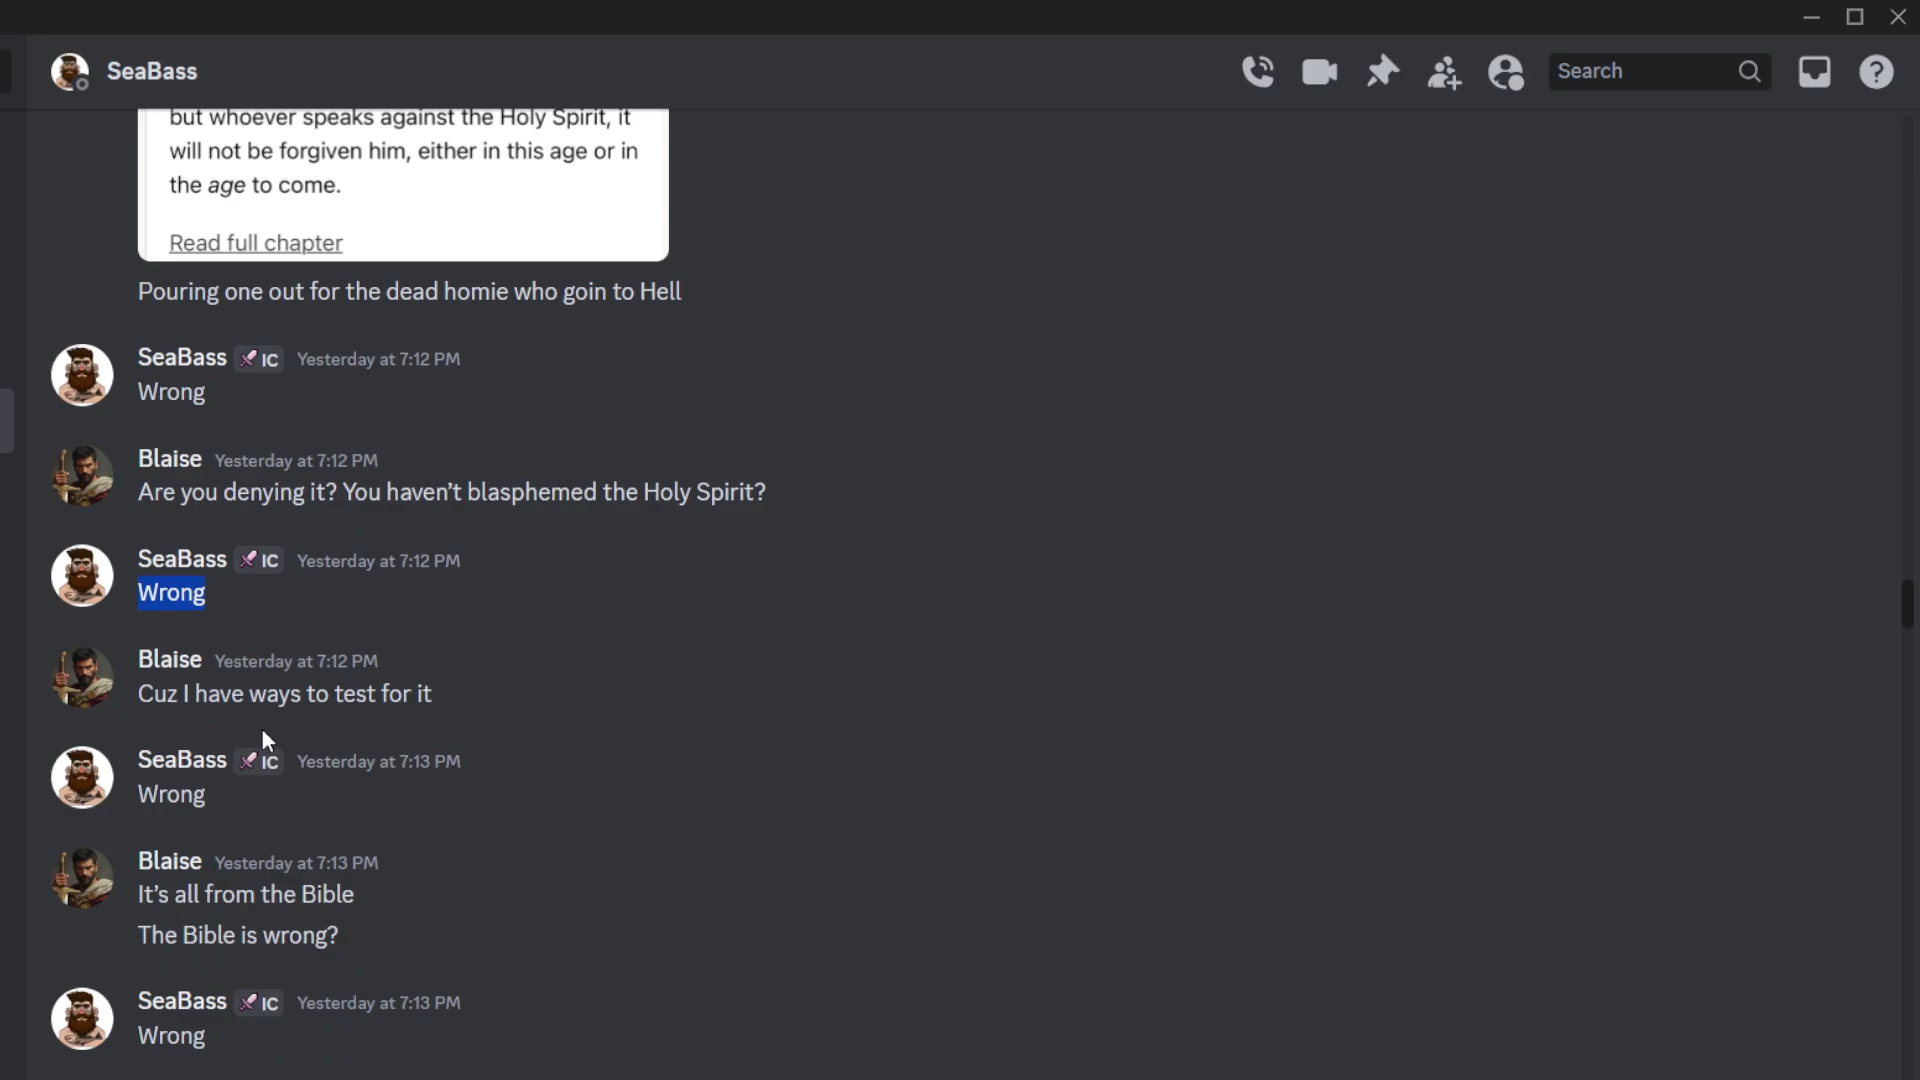 SeaBass
Search
but whoever speaks against the Holy Spirit, it
will not be forgiven him, either in this age or in
the age to come.
Read full chapter
Pouring one out for the dead homie who goin to Hell
SeaBass IC Yesterday at 7:12 PM
Wrong
Blaise Yesterday at 7:12 PM
Are you denying it? You haven't blasphemed the Holy Spirit?
SeaBass IC Yesterday at 7:12 PM
Wrong
Blaise Yesterday at 7:12 PM
Cuz I have ways to test for it
SeaBass IC Yesterday at 7:13 PM
Wrong
Blaise Yesterday at 7:13 PM
It's all from the Bible
The Bible is wrong?
SeaBass IC Yesterday at 7:13 PM
Wrong